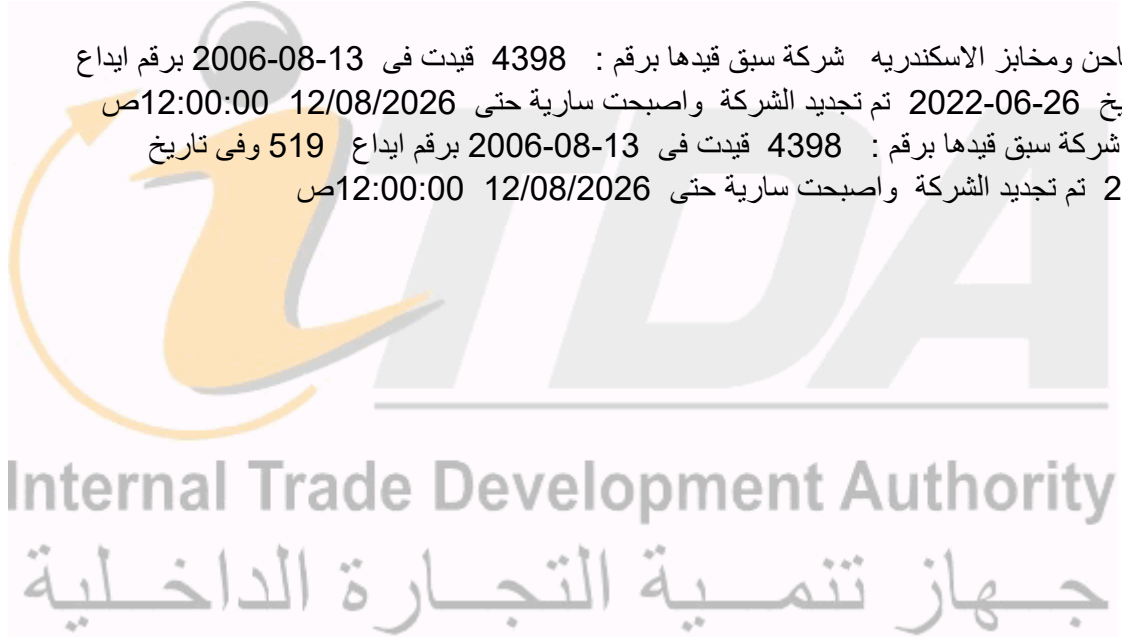 ومخابز الاسكندريه شركة سبق قيدها برقم : 4398 قيدت فى 13-08-2006 برقم ايداع
26-06-2022 تم تجديد الشركة واصبحت سارية حتى 12/08/2026 12:00:00ص
شركة سبق قيدها برقم : 4398 قيدت فى 13-08-2006 برقم ايداع 519 وفى تاريخ
تم تجديد الشركة واصبحت سارية حتى 12/08/2026 12:00:00ص
iTDA
Internal Trade Development Authority
جهاز تنمية التجارة الداخلية